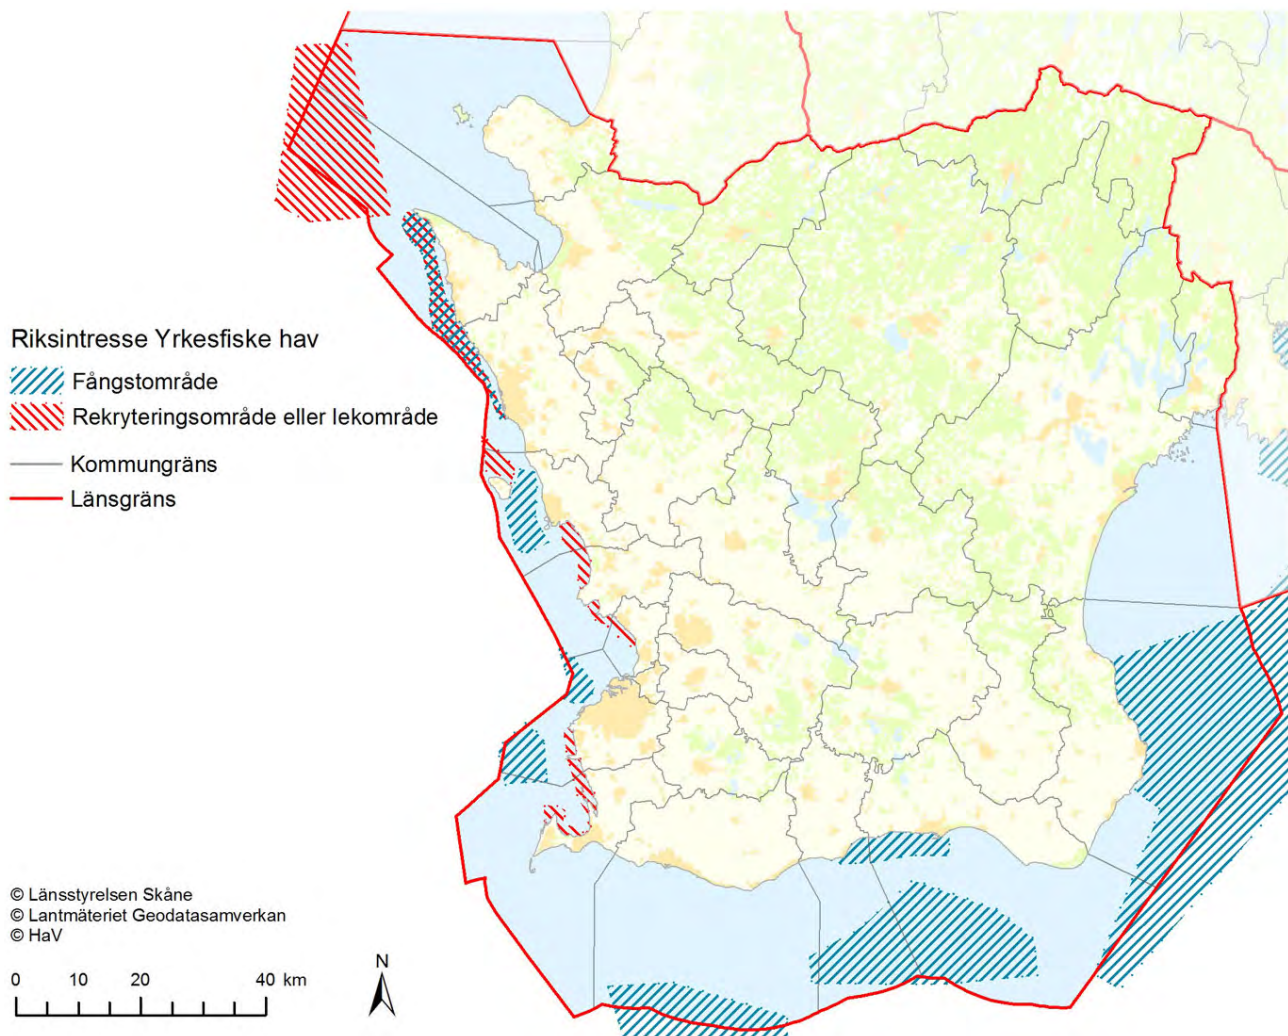 Riksintresse Yrkesfiske hav
Fångstområde
Rekryteringsområde eller lekområde
Kommungräns
Länsgräns
© Länsstyrelsen Skåne
© Lantmäteriet Geodatasamverkan
© HaV
0 10 20 40 km
N